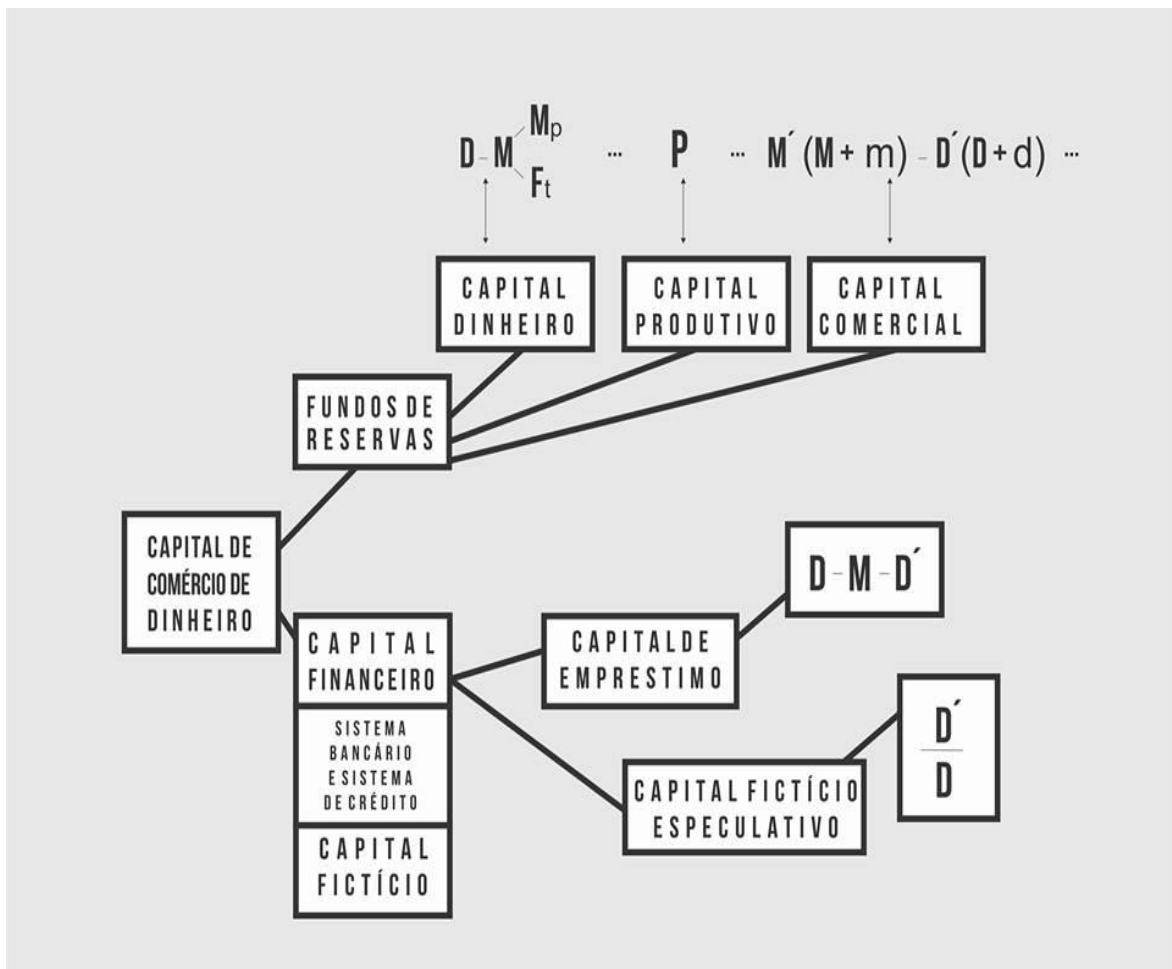 Mp
D - M ... P ... M´ (M + m) - D´ (D + d) ...
Ft
CAPITAL
DINHEIRO
CAPITAL
PRODUTIVO
CAPITAL
COMERCIAL
FUNDOS DE
RESERVAS
CAPITAL DE
COMÉRCIO DE
DINHEIRO
D - M - D´
CAPITAL
FINANCEIRO
SISTEMA
BANCÁRIO
E SISTEMA
DE CRÉDITO
CAPITAL
FICTÍCIO
CAPITALDE
EMPRESTIMO
D´
D
CAPITAL FICTÍCIO
ESPECULATIVO